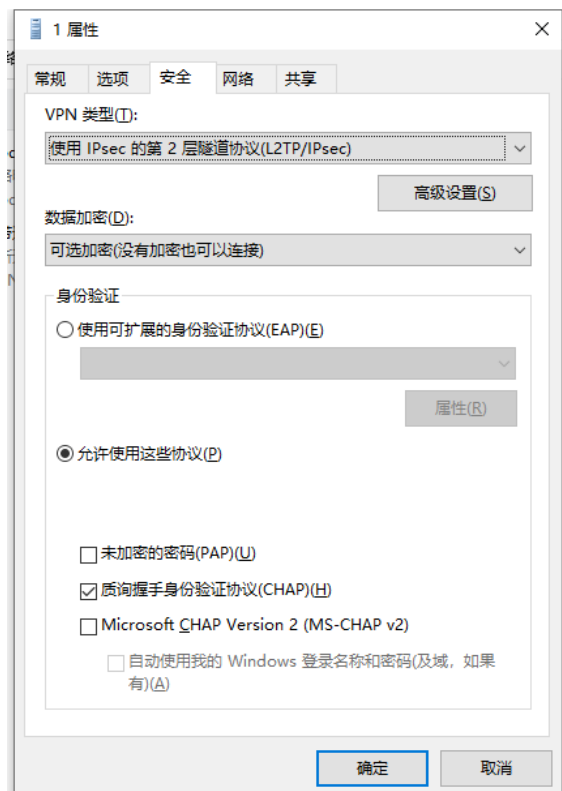 1 属性
常规
选项
安全
网络
共享
VPN 类型(T):
使用 IPsec 的第 2 层隧道协议(L2TP/IPsec)
高级设置(S)
数据加密(D):
可选加密(没有加密也可以连接)
身份验证
使用可扩展的身份验证协议(EAP)(E)
属性(R)
允许使用这些协议(P)
未加密的密码(PAP)(U)
质询握手身份验证协议(CHAP)(H)
Microsoft CHAP Version 2 (MS-CHAP v2)
自动使用我的 Windows 登录名称和密码(及域，如果
有)(A)
确定
取消